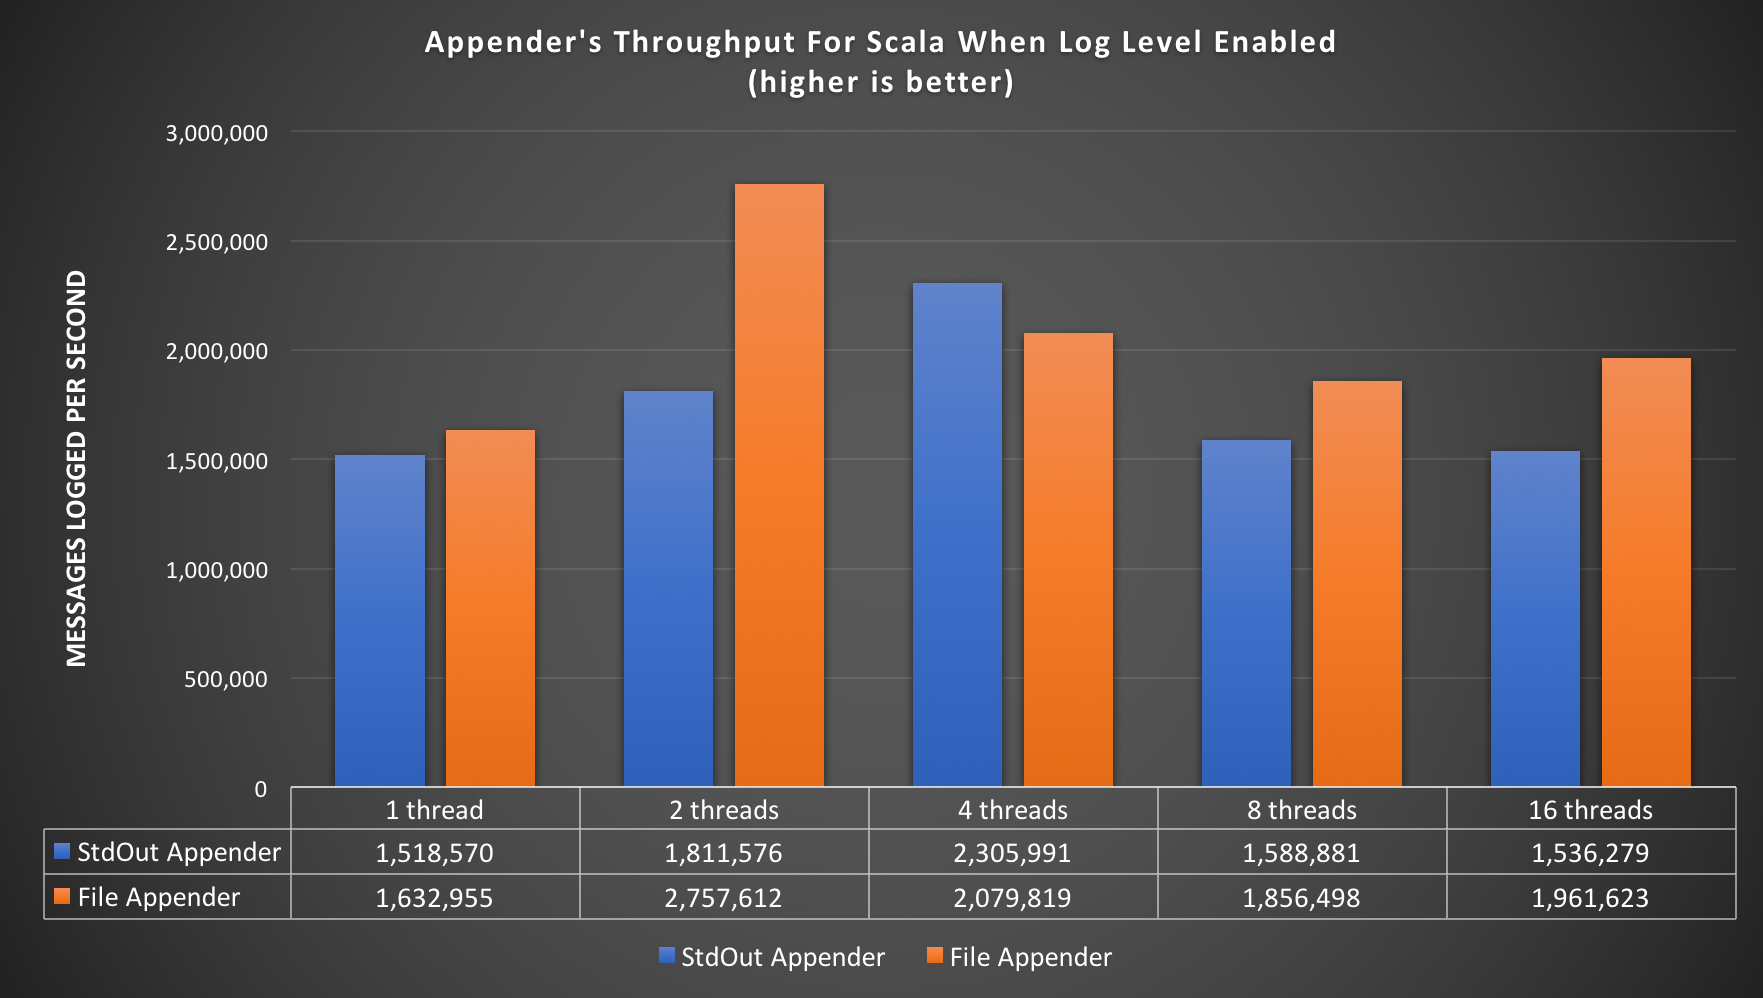 Appender's Throughput For Scala When Log Level Enabled
(higher is better)
MESSAGES LOGGED PER SECOND
3,000,000
2,500,000
2,000,000
1,500,000
1,000,000
500,000
0
1 thread 2 threads 4 threads 8 threads 16 threads
StdOut Appender 1,518,570 1,811,576 2,305,991 1,588,881 1,536,279
File Appender 1,632,955 2,757,612 2,079,819 1,856,498 1,961,623
StdOut Appender File Appender